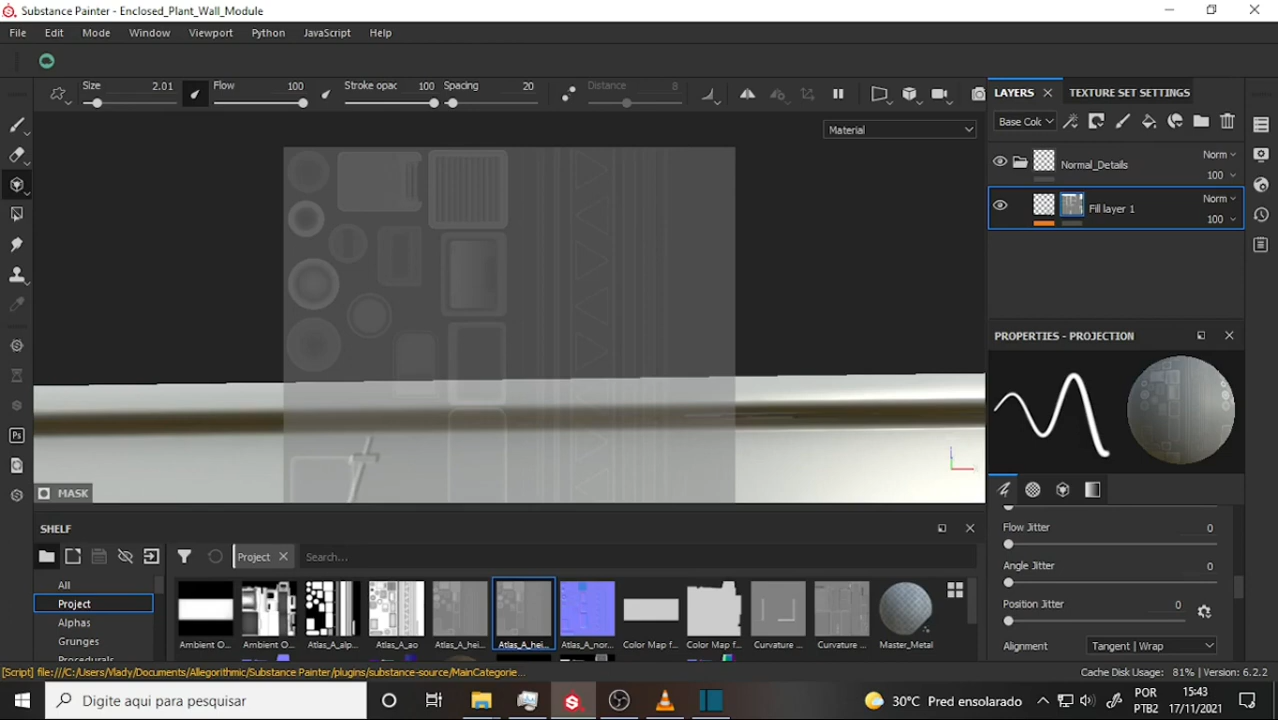 Substance Painter - Enclosed_Plant_Wall_Module
File Edit Mode Window Viewport Python JavaScript Help
Size 2.01 Flow 100 Stroke opac 100 Spacing 20 Distance 8
Material
LAYERS TEXTURE SET SETTINGS
Base Col
Normal_Details Norm 100
Fill layer 1 Norm 100
PROPERTIES - PROJECTION
MASK
Flow Jitter 0
Angle Jitter 0
Position Jitter 0
Alignment Tangent | Wrap
SHELF
Project Search...
All
Project
Alphas
Grunges
Procedurals
Ambient O... Ambient O... Atlas_A_alp... Atlas_A_ao Atlas_A_hei... Atlas_A_hei... Atlas_A_nor... Color Map f... Color Map f... Curvature ... Curvature ... Master_Metal
[Script] file:///C:/Users/vlady/Documents/Allegorithmic/Substance Painter/plugins/substance-source/MainCategorie...
Cache Disk Usage: 81% | Version: 6.2.2
Digite aqui para pesquisar
Ps
30°C Pred ensolarado
POR
PTB2
15:43
17/11/2021